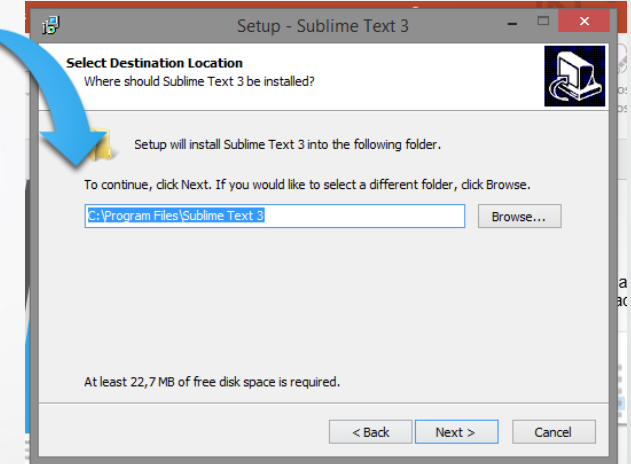 Setup - Sublime Text 3
Select Destination Location
Where should Sublime Text 3 be installed?
Setup will install Sublime Text 3 into the following folder.
To continue, click Next. If you would like to select a different folder, click Browse.
C:\Program Files\Sublime Text 3
Browse...
At least 22,7 MB of free disk space is required.
< Back
Next >
Cancel